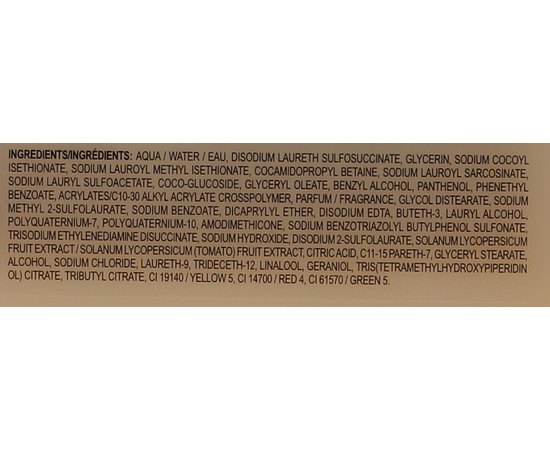 INGREDIENTS/INGRÉDIENTS: AQUA / WATER / EAU, DISODIUM LAURETH SULFOSUCCINATE, GLYCERIN, SODIUM COCOYL
ISETHIONATE, SODIUM LAUROYL METHYL ISETHIONATE, COCAMIDOPROPYL BETAINE, SODIUM LAUROYL SARCOSINATE,
SODIUM LAURYL SULFOACETATE, COCO-GLUCOSIDE, GLYCERYL OLEATE, BENZYL ALCOHOL, PANTHENOL, PHENETHYL
BENZOATE, ACRYLATES/C10-30 ALKYL ACRYLATE CROSSPOLYMER, PARFUM / FRAGRANCE, GLYCOL DISTEARATE, SODIUM
METHYL 2-SULFOLAURATE, SODIUM BENZOATE, DICAPRYLYL ETHER, DISODIUM EDTA, BUTETH-3, LAURYL ALCOHOL,
POLYQUATERNIUM-7, POLYQUATERNIUM-10, AMODIMETHICONE, SODIUM BENZOTRIAZOLYL BUTYLPHENOL SULFONATE,
TRISODIUM ETHYLENEDIAMINE DISUCCINATE, SODIUM HYDROXIDE, DISODIUM 2-SULFOLAURATE, SOLANUM LYCOPERSICUM
FRUIT EXTRACT / SOLANUM LYCOPERSICUM (TOMATO) FRUIT EXTRACT, CITRIC ACID, C11-15 PARETH-7, GLYCERYL STEARATE,
ALCOHOL, SODIUM CHLORIDE, LAURETH-9, TRIDECETH-12, LINALOOL, GERANIOL, TRIS(TETRAMETHYLHYDROXYPIPERIDIN
OL) CITRATE, TRIBUTYL CITRATE, CI 19140 / YELLOW 5, CI 14700 / RED 4, CI 61570 / GREEN 5.